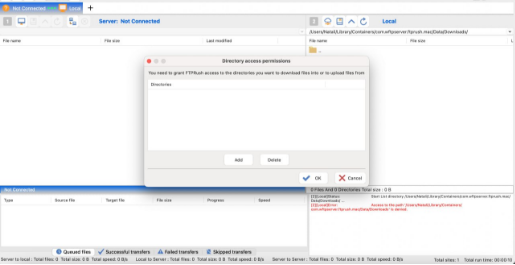 Not Connected
Local
+
1
Server: Not Connected
2
Local
/Users/Natali/Library/Containers/com.wftpserver.ftprush.mac/Data/Downloads/
File name
File size
Last modified
File name
File size
..
Directory access permissions
You need to grant FTPRush access to the directories you want to download files into or to upload files from
Directories
Add
Delete
OK
Cancel
Not Connected
0 Files And 0 Directories Total size : 0 B
Type
Source File
Target File
File size
Progress
Speed
Queued files
Successful transfers
Failed transfers
Skipped transfers
Server to local : Total files: 0 Total size: 0 B Total speed: 0 B/s
Local to Server : Total files: 0 Total size: 0 B Total speed: 0 B/s
Server to Server : Total files: 0 Total size: 0 B Total speed: 0 B/s
Total sites: 1 Total run time: 00:00:10